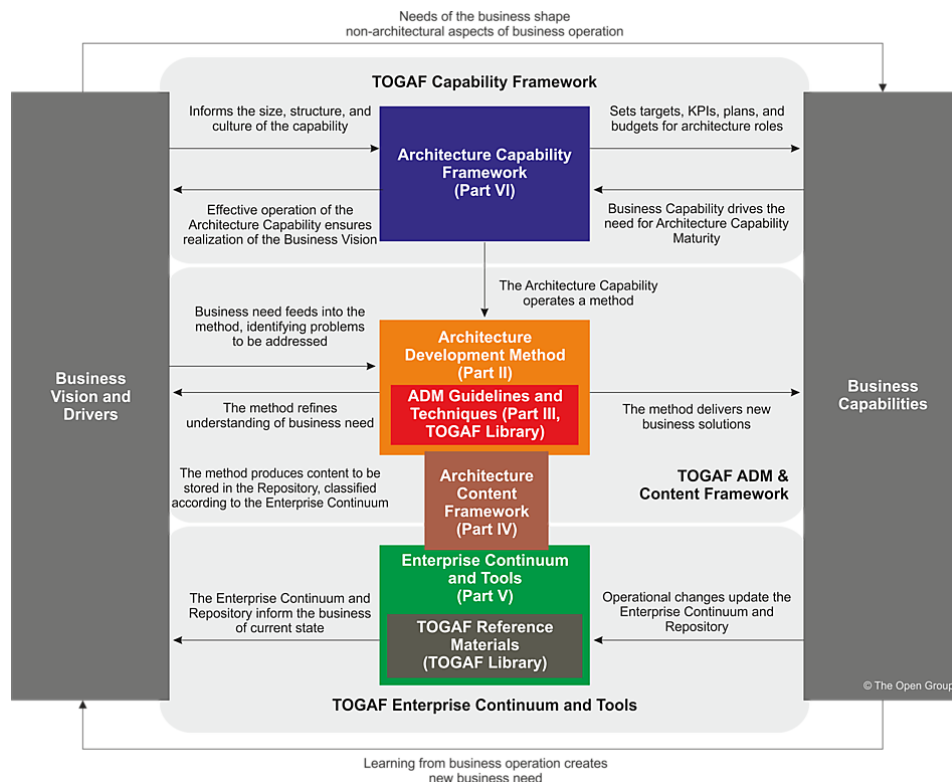 Needs of the business shape
non-architectural aspects of business operation
TOGAF Capability Framework
Informs the size, structure, and
culture of the capability
Architecture Capability
Framework
(Part VI)
Sets targets, KPIs, plans, and
budgets for architecture roles
Effective operation of the
Architecture Capability ensures
realization of the Business Vision
Business Capability drives the
need for Architecture Capability
Maturity
The Architecture Capability
operates a method
Business need feeds into the
method, identifying problems
to be addressed
Architecture
Development Method
(Part II)
Business
Vision and
Drivers
ADM Guidelines and
Techniques (Part III,
TOGAF Library)
Business
Capabilities
The method refines
understanding of business need
The method delivers new
business solutions
The method produces content to be
stored in the Repository, classified
according to the Enterprise Continuum
Architecture
Content
Framework
(Part IV)
TOGAF ADM &
Content Framework
Enterprise Continuum
and Tools
(Part V)
The Enterprise Continuum and
Repository inform the business
of current state
Operational changes update the
Enterprise Continuum and
Repository
TOGAF Reference
Materials
(TOGAF Library)
© The Open Group
TOGAF Enterprise Continuum and Tools
Learning from business operation creates
new business need